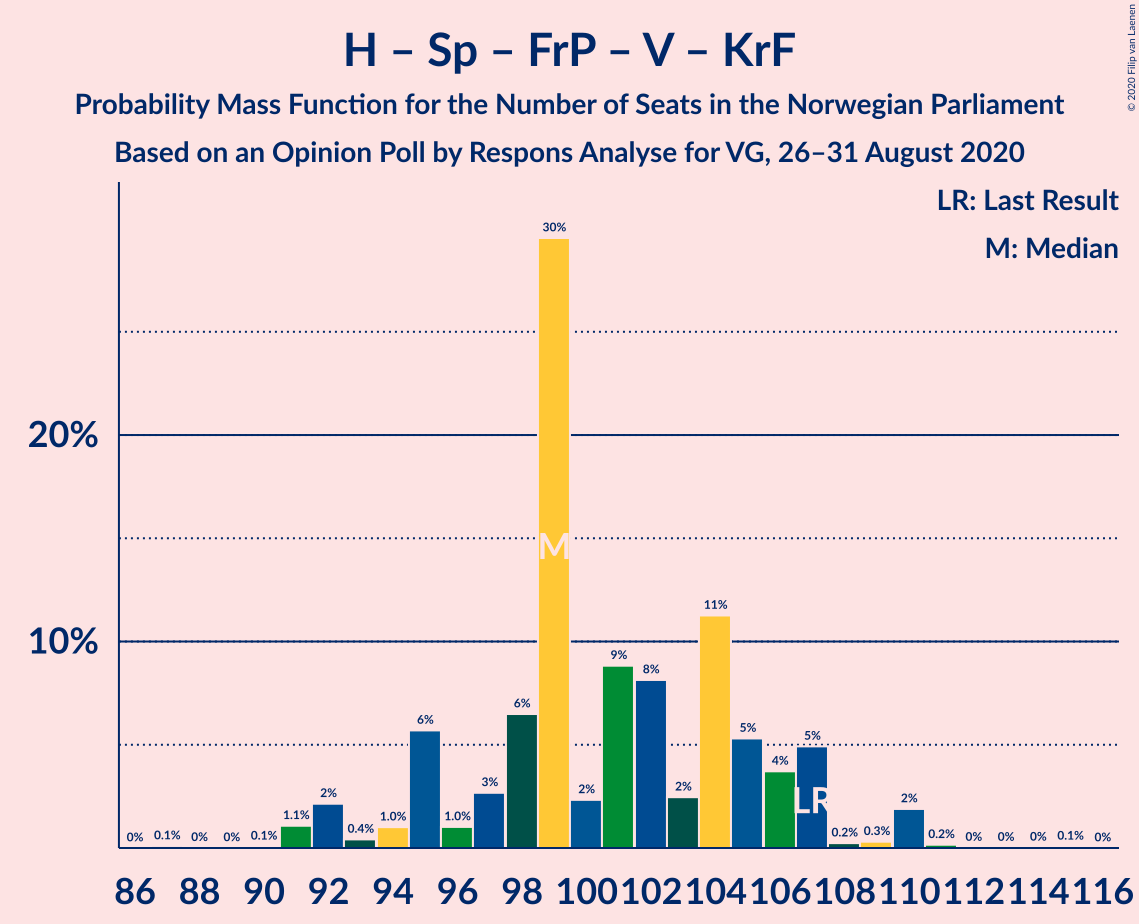 H – Sp – FrP – V – KrF
Probability Mass Function for the Number of Seats in the Norwegian Parliament
Based on an Opinion Poll by Respons Analyse for VG, 26–31 August 2020
© 2020 Filip van Laenen
LR: Last Result
M: Median
20%
10%
0% 0.1% 0% 0% 0.1% 1.1% 2% 0.4% 1.0% 6% 1.0% 3% 6% 30% 2% 9% 8% 2% 11% 5% 4% 5% 0.2% 0.3% 2% 0.2% 0% 0% 0% 0.1% 0%
M
LR
86 88 90 92 94 96 98 100 102 104 106 108 110 112 114 116